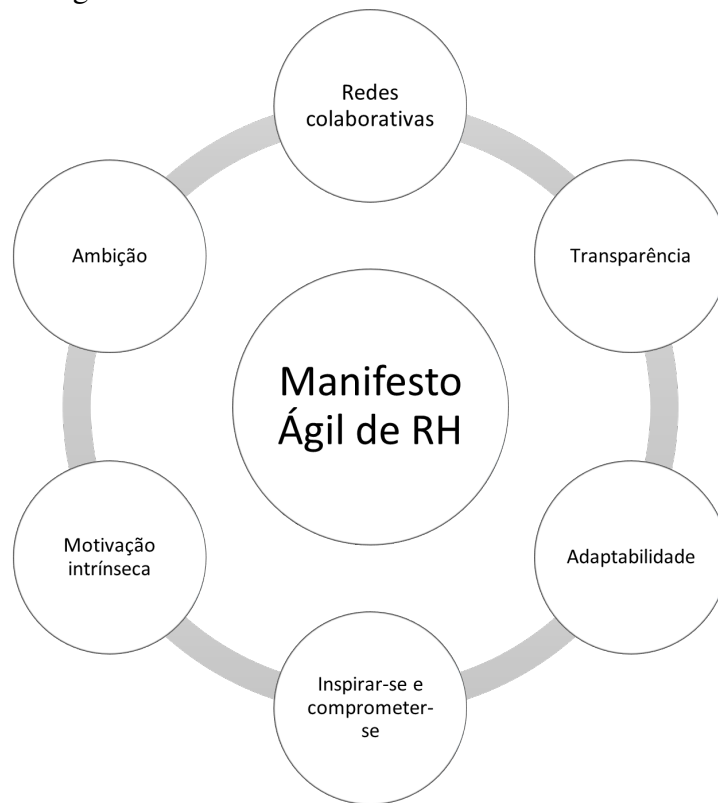 Redes
colaborativas
Transparência
Adaptabilidade
Inspirar-se e
comprometer-
se
Motivação
intrínseca
Ambição
Manifesto
Ágil de RH